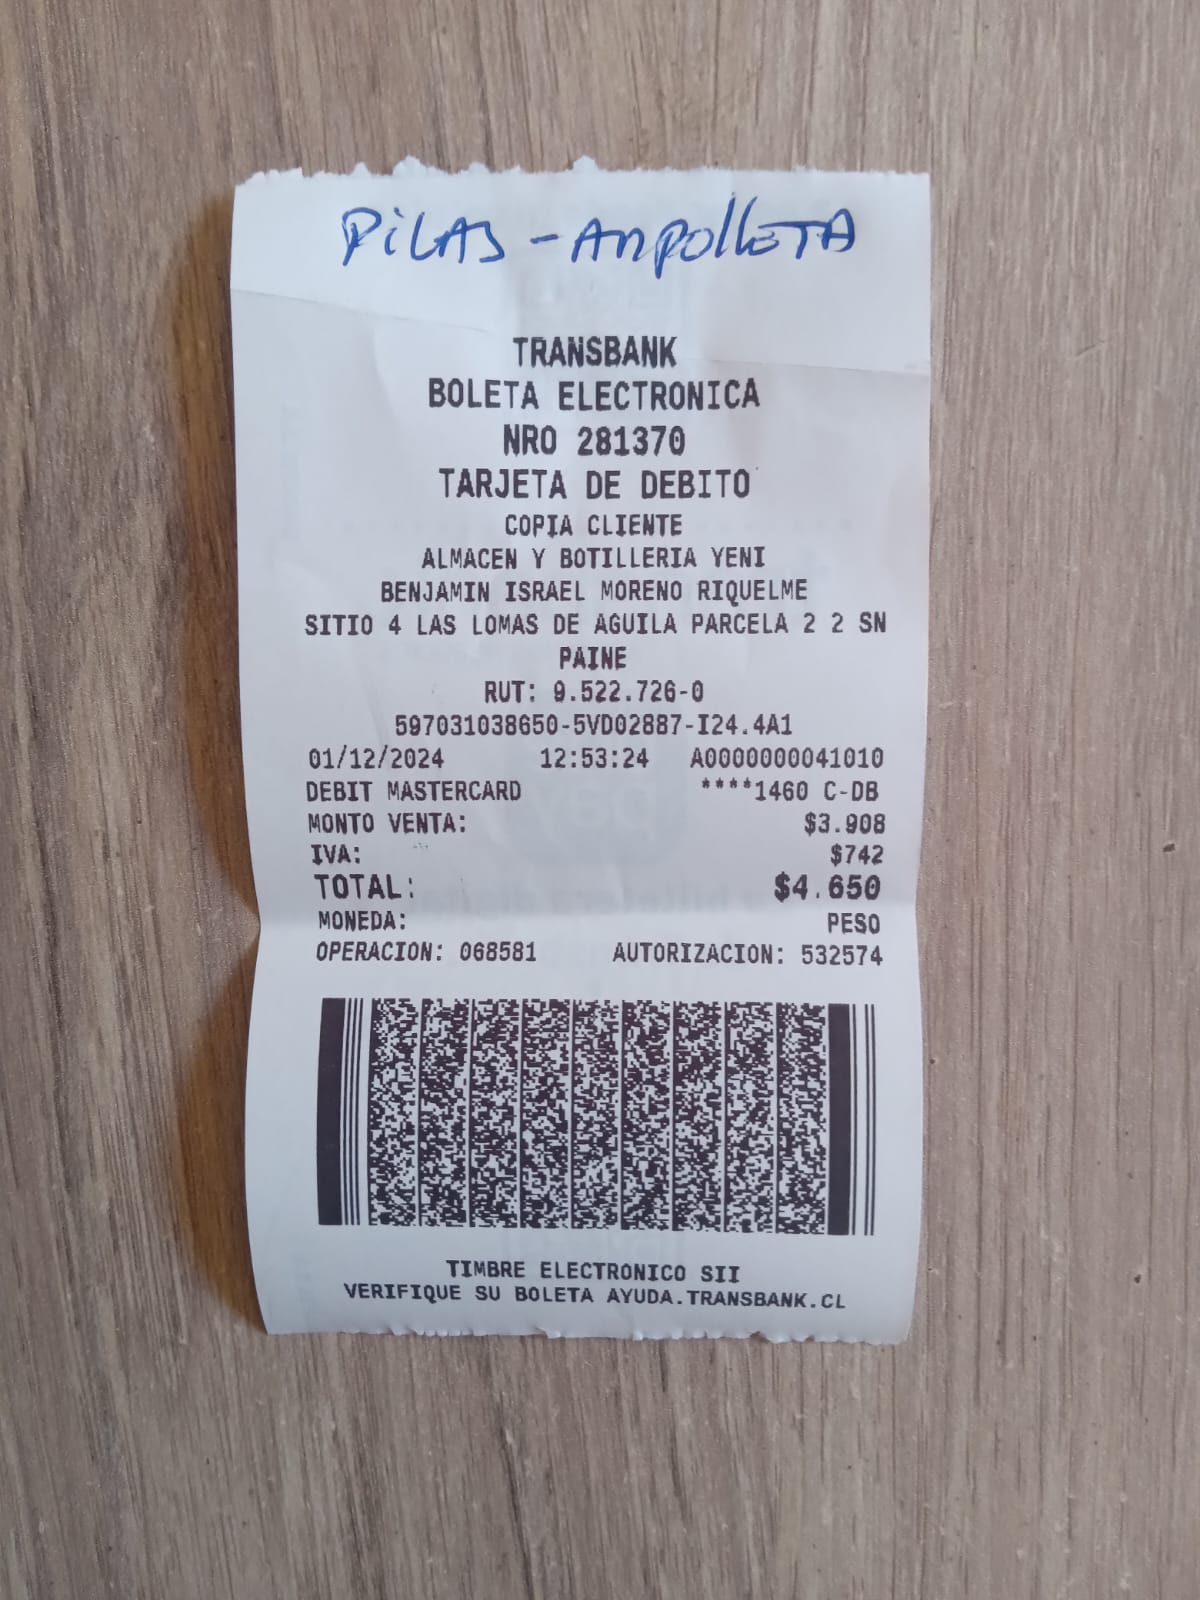 PILAS - AMPOLLETA
TRANSBANK
BOLETA ELECTRONICA
NRO 281370
TARJETA DE DEBITO
COPIA CLIENTE
ALMACEN Y BOTILLERIA YENI
BENJAMIN ISRAEL MORENO RIQUELME
SITIO 4 LAS LOMAS DE AGUILA PARCELA 2 2 SN
PAINE
RUT: 9.522.726-0
597031038650-5VD02887-I24.4A1
01/12/2024 12:53:24 A0000000041010
DEBIT MASTERCARD ****1460 C-DB
MONTO VENTA: $3.908
IVA: $742
TOTAL: $4.650
MONEDA: PESO
OPERACION: 068581 AUTORIZACION: 532574
TIMBRE ELECTRONICO SII
VERIFIQUE SU BOLETA AYUDA.TRANSBANK.CL